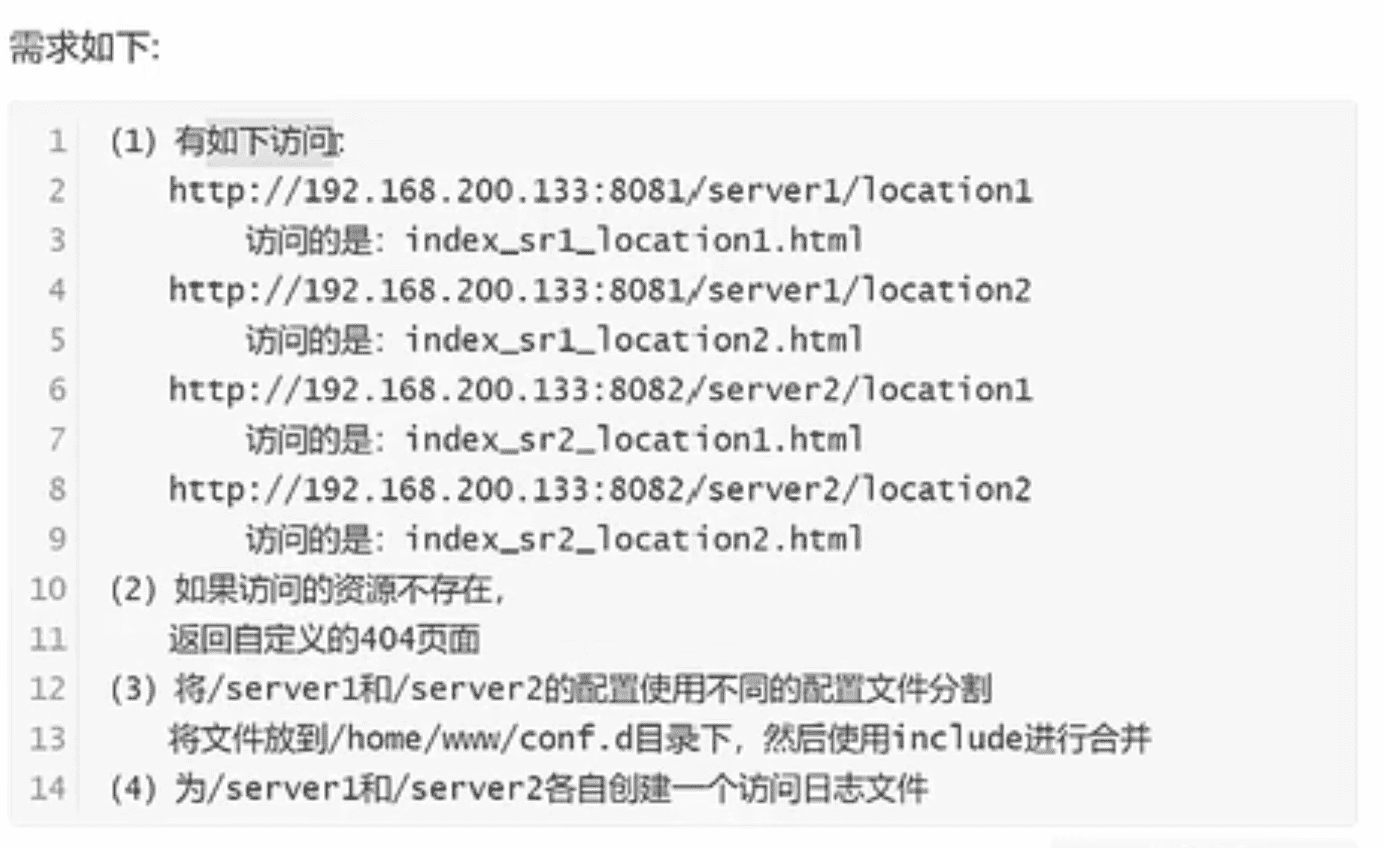 需求如下:
1 (1) 有如下访问:
2 http://192.168.200.133:8081/server1/location1
3 访问的是: index_sr1_location1.html
4 http://192.168.200.133:8081/server1/location2
5 访问的是: index_sr1_location2.html
6 http://192.168.200.133:8082/server2/location1
7 访问的是: index_sr2_location1.html
8 http://192.168.200.133:8082/server2/location2
9 访问的是: index_sr2_location2.html
10 (2) 如果访问的资源不存在,
11 返回自定义的404页面
12 (3) 将/server1和/server2的配置使用不同的配置文件分割
13 将文件放到/home/www/conf.d目录下, 然后使用include进行合并
14 (4) 为/server1和/server2各自创建一个访问日志文件